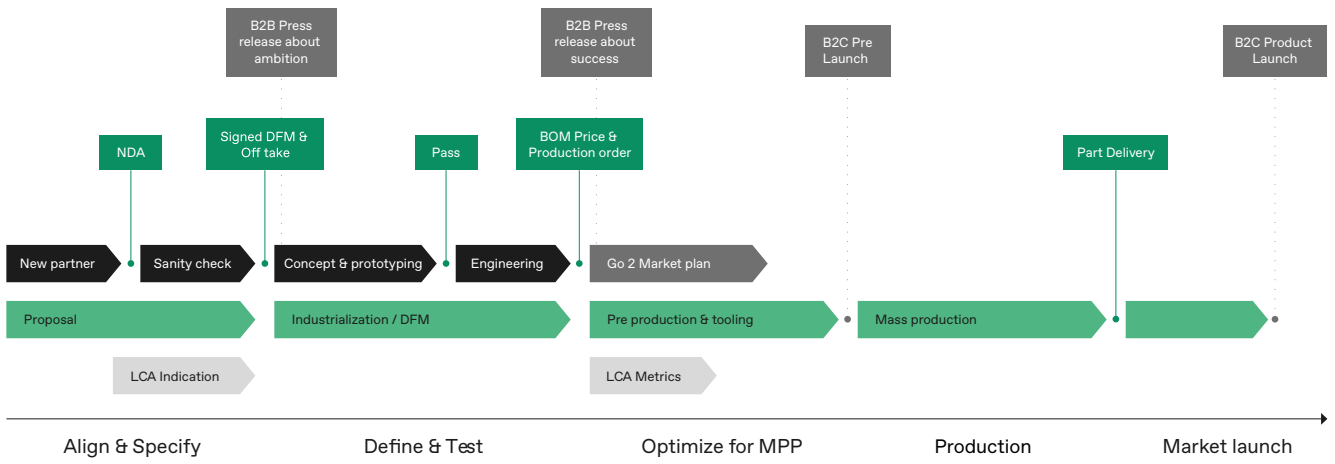 B2B Press
release about
ambition
B2B Press
release about
success
B2C Pre
Launch
B2C Product
Launch
NDA
Signed DFM &
Off take
Pass
BOM Price &
Production order
Part Delivery
New partner
Sanity check
Concept & prototyping
Engineering
Go 2 Market plan
Proposal
Industrialization / DFM
Pre production & tooling
Mass production
LCA Indication
LCA Metrics
Align & Specify
Define & Test
Optimize for MPP
Production
Market launch